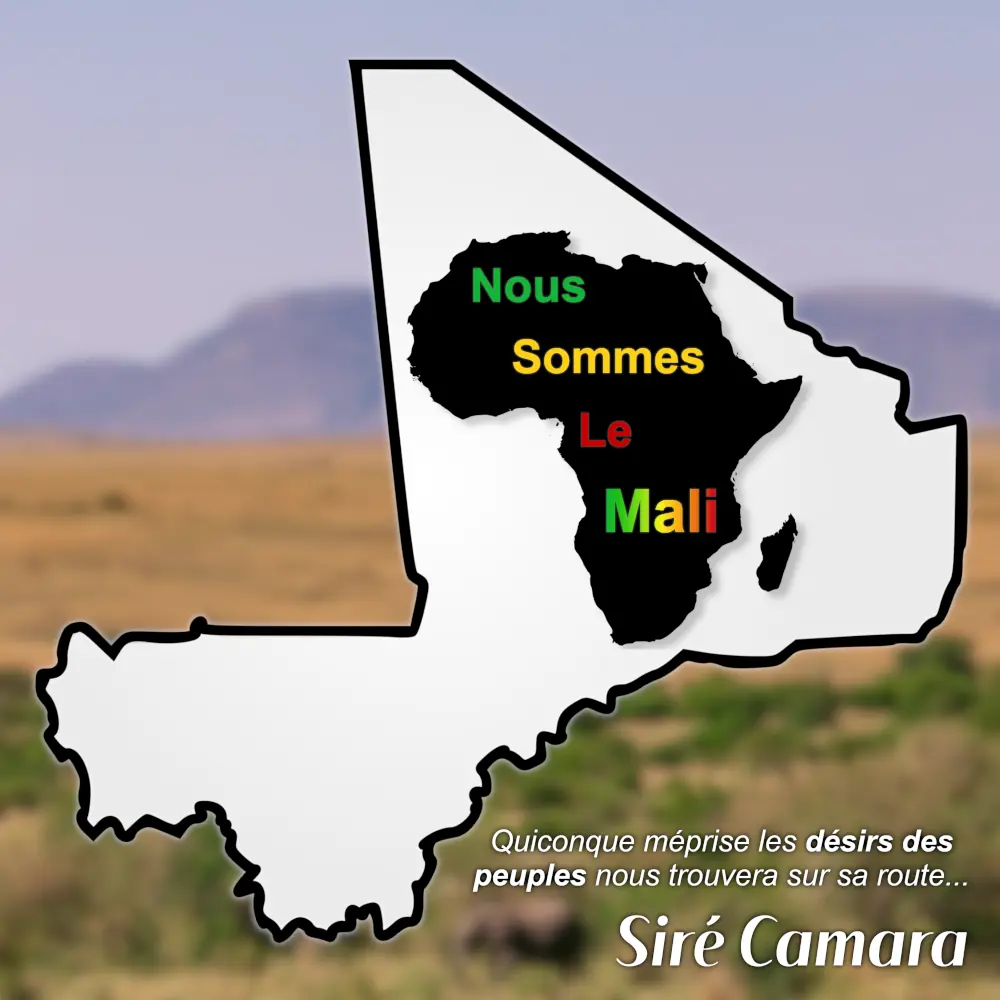 Nous
Sommes
Le
Mali
Quiconque méprise les désirs des
peuples nous trouvera sur sa route...
Siré Camara